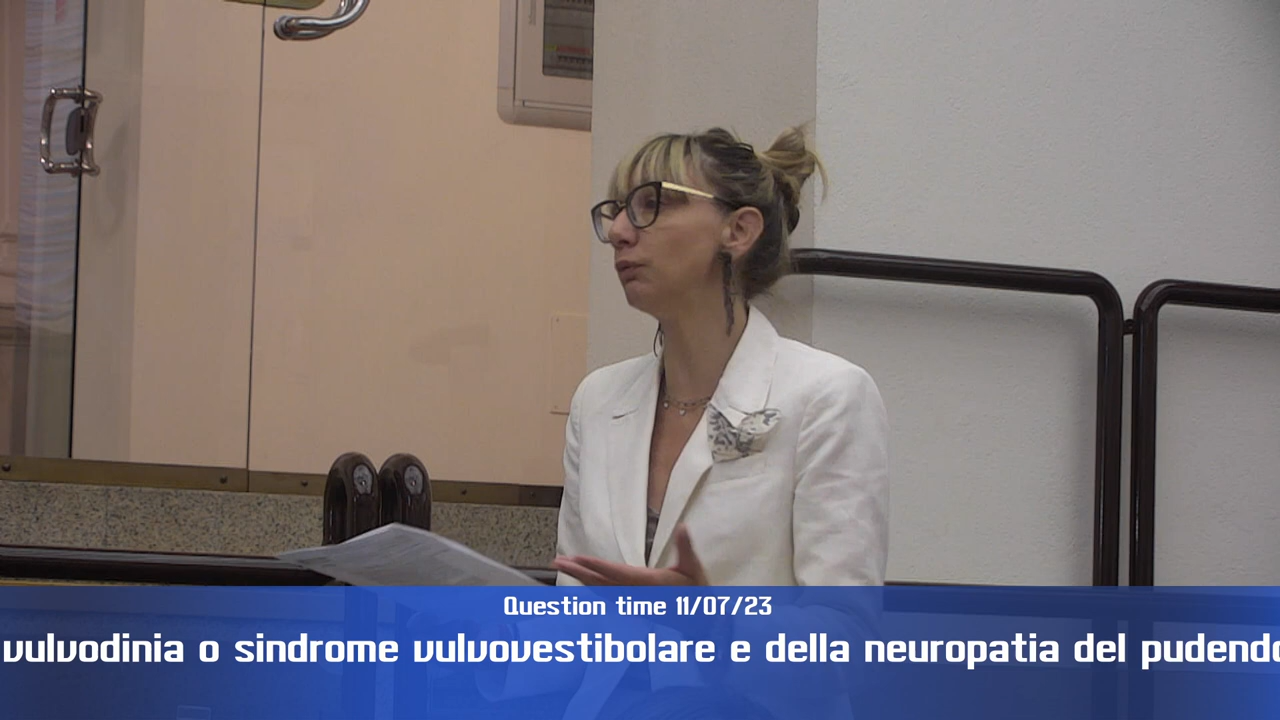 Question time 11/07/23
vulvodinia o sindrome vulvovestibolare e della neuropatia del pudendo